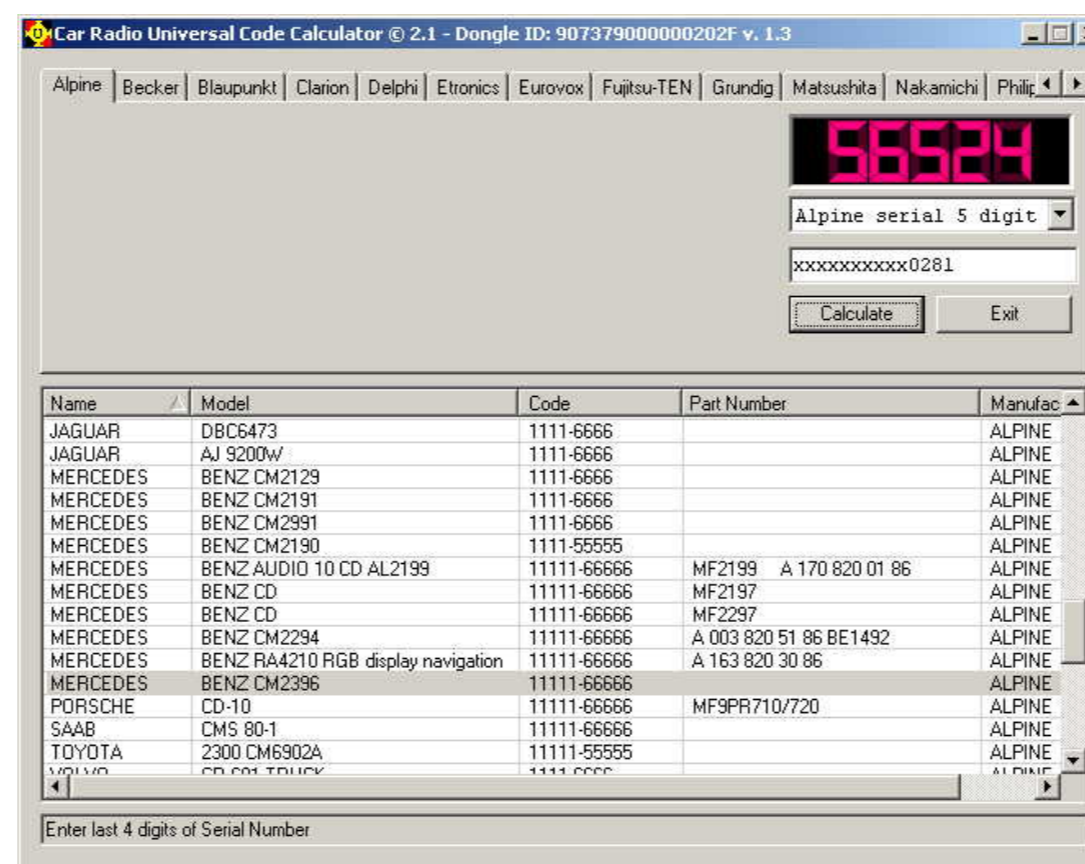 Car Radio Universal Code Calculator © 2.1 - Dongle ID: 907379000000202F v. 1.3
Alpine Becker Blaupunkt Clarion Delphi Etronics Eurovox Fujitsu-TEN Grundig Matsushita Nakamichi Philip
56524
Alpine serial 5 digit
xxxxxxxxxx0281
Calculate Exit
Name Model Code Part Number Manufac
JAGUAR DBC6473 1111-6666 ALPINE
JAGUAR AJ 9200W 1111-6666 ALPINE
MERCEDES BENZ CM2129 1111-6666 ALPINE
MERCEDES BENZ CM2191 1111-6666 ALPINE
MERCEDES BENZ CM2991 1111-6666 ALPINE
MERCEDES BENZ CM2190 1111-55555 ALPINE
MERCEDES BENZ AUDIO 10 CD AL2199 11111-66666 MF2199 A 170 820 01 86 ALPINE
MERCEDES BENZ CD 11111-66666 MF2197 ALPINE
MERCEDES BENZ CD 11111-66666 MF2297 ALPINE
MERCEDES BENZ CM2294 11111-66666 A 003 820 51 86 BE1492 ALPINE
MERCEDES BENZ RA4210 RGB display navigation 11111-66666 A 163 820 30 86 ALPINE
MERCEDES BENZ CM2396 11111-66666 ALPINE
PORSCHE CD-10 11111-66666 MF9PR710/720 ALPINE
SAAB CMS 80-1 11111-66666 ALPINE
TOYOTA 2300 CM6902A 11111-55555 ALPINE
VOLVO TRUCK 1111-6666 ALPINE
Enter last 4 digits of Serial Number